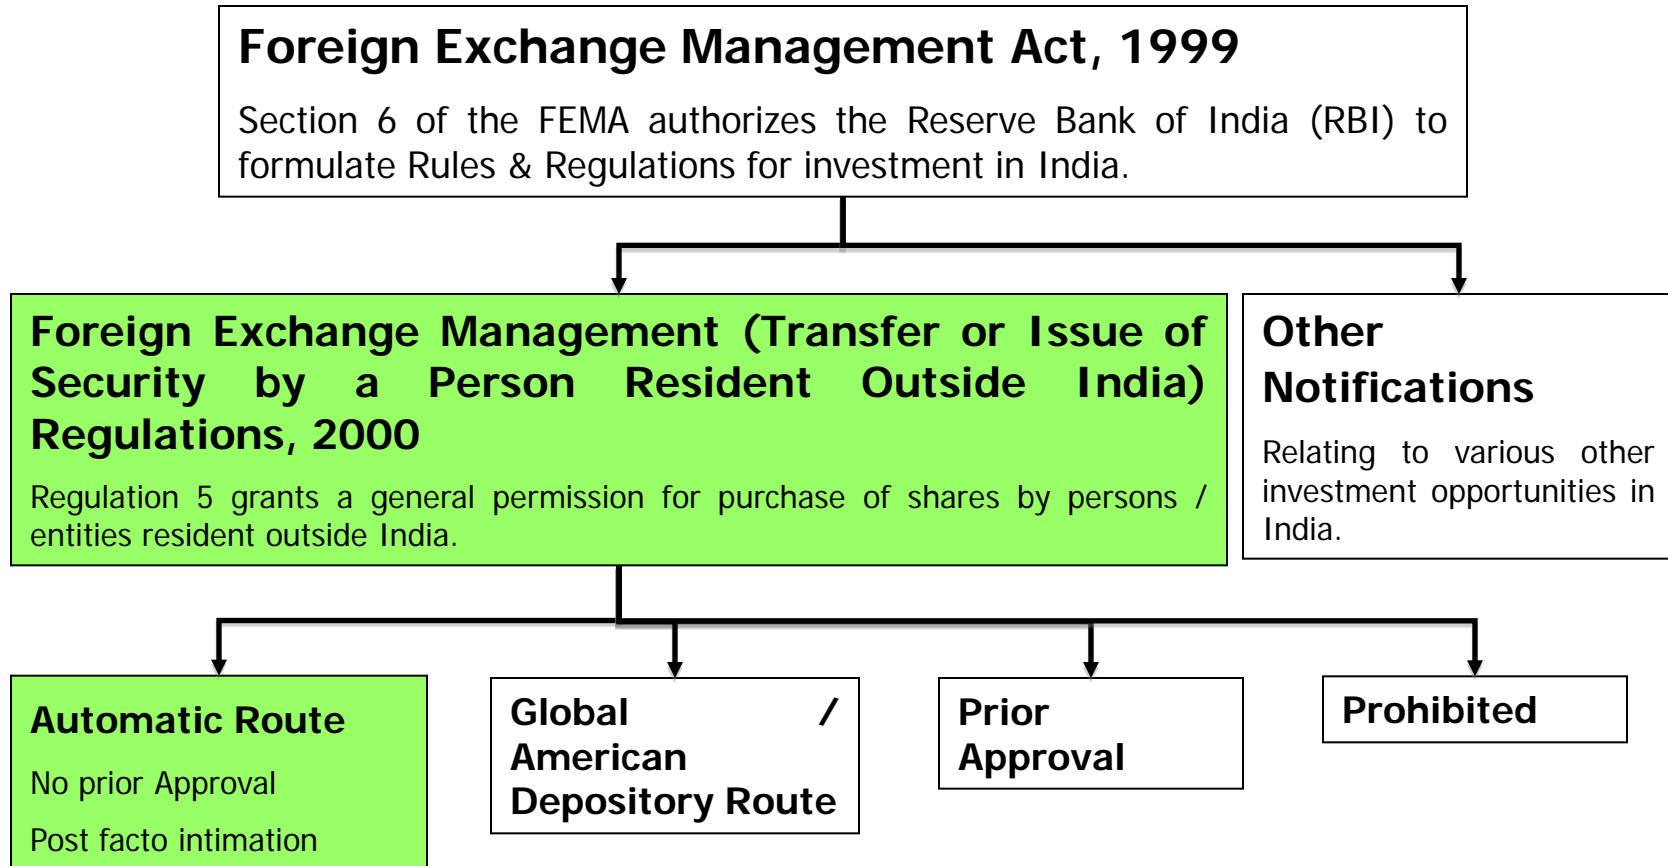 Foreign Exchange Management Act, 1999
Section 6 of the FEMA authorizes the Reserve Bank of India (RBI) to
formulate Rules & Regulations for investment in India.
Foreign Exchange Management (Transfer or Issue of
Security by a Person Resident Outside India)
Regulations, 2000
Regulation 5 grants a general permission for purchase of shares by persons /
entities resident outside India.
Other
Notifications
Relating to various other
investment opportunities in
India.
Automatic Route
No prior Approval
Post facto intimation
Global /
American
Depository Route
Prior
Approval
Prohibited